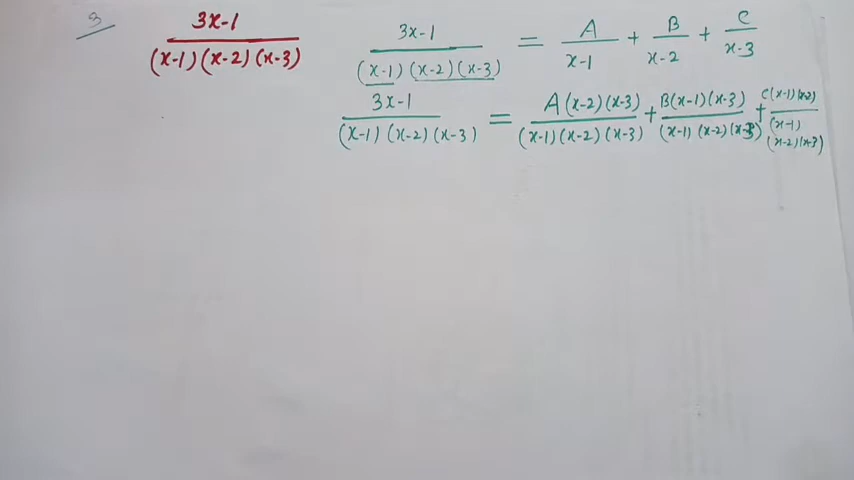 3
3x-1
(x-1)(x-2)(x-3)
3x-1 / (x-1)(x-2)(x-3) = A / x-1 + B / x-2 + C / x-3
3x-1 / (x-1)(x-2)(x-3) = A(x-2)(x-3) / (x-1)(x-2)(x-3) + B(x-1)(x-3) / (x-1)(x-2)(x-3) + C(x-1)(x-2) / (x-1)(x-2)(x-3)